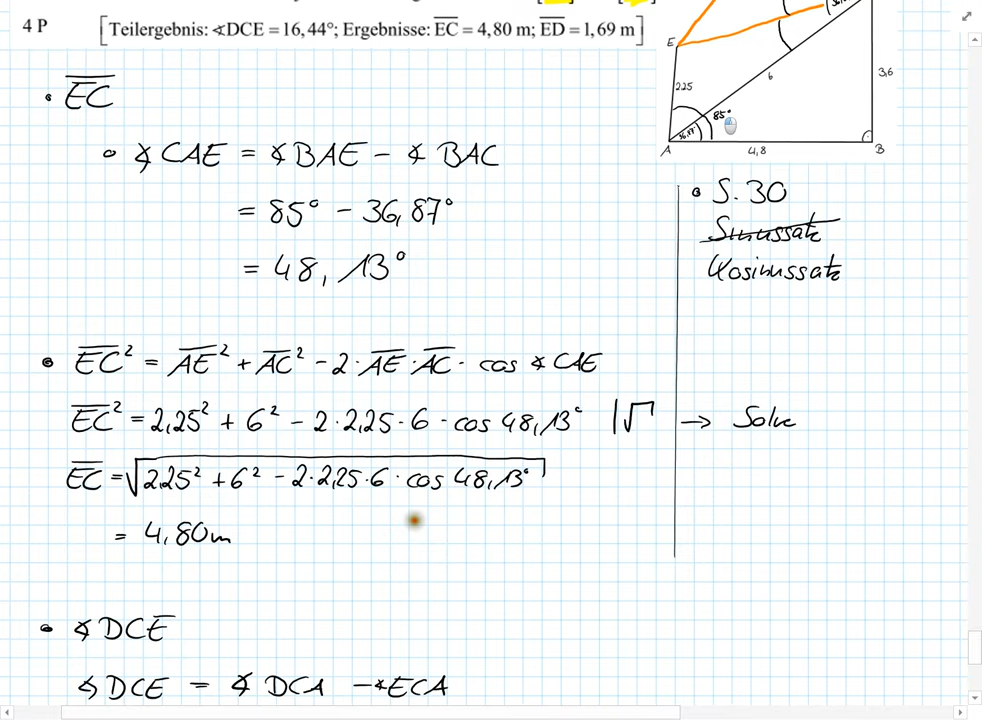 4 P [Teilergebnis: ∢DCE = 16,44°; Ergebnisse: EC = 4,80 m; ED = 1,69 m]
E
2.25
6
3,6
85°
36.87°
A
4,8
B
• EC
∘ ∢ CAE = ∢ BAE - ∢ BAC
= 85° - 36,87°
= 48,13°
• S. 30
Sinussatz
Kosinussatz
• EC² = AE² + AC² - 2·AE·AC· cos ∢ CAE
EC² = 2,25² + 6² - 2·2,25·6 · cos 48,13° |√ → Solve
EC = √2.25² + 6² - 2·2,25·6 · cos 48,13°
= 4,80m
• ∢ DCE
∢ DCE = ∢ DCA - ∢ECA